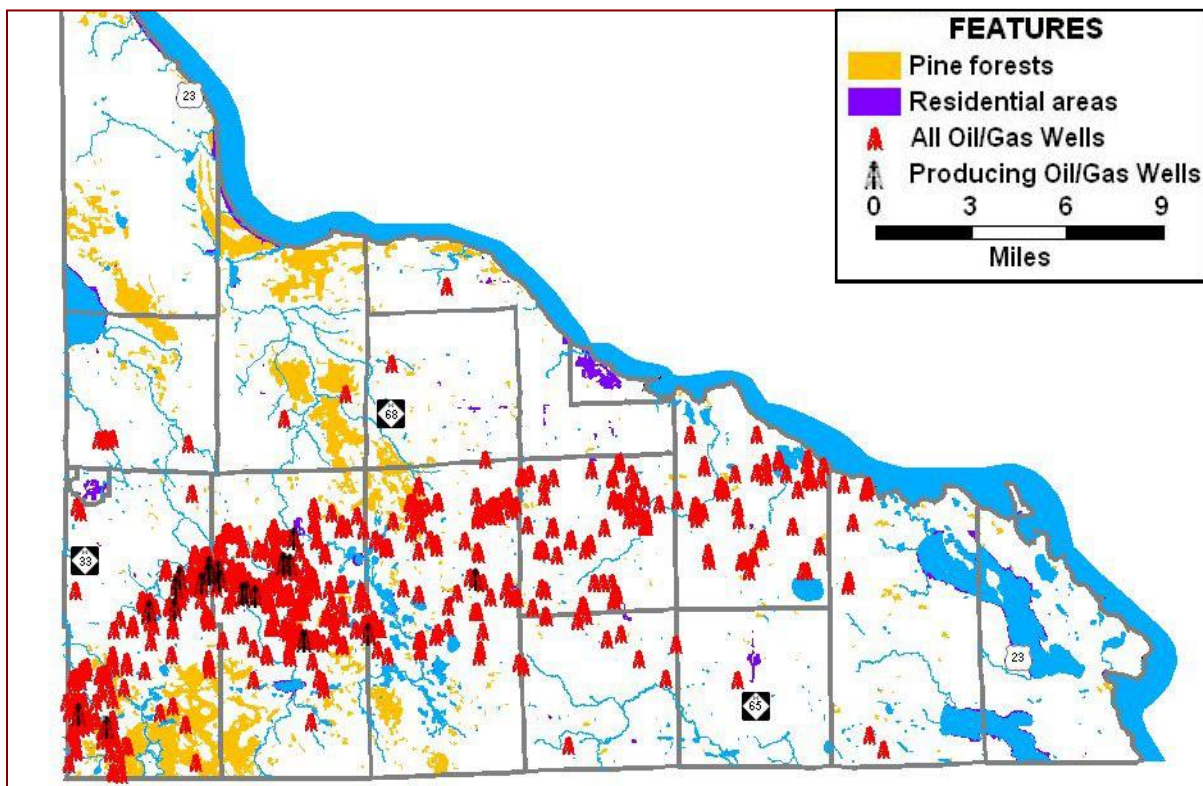 FEATURES
Pine forests
Residential areas
All Oil/Gas Wells
Producing Oil/Gas Wells
0 3 6 9
Miles
23
68
33
23
65